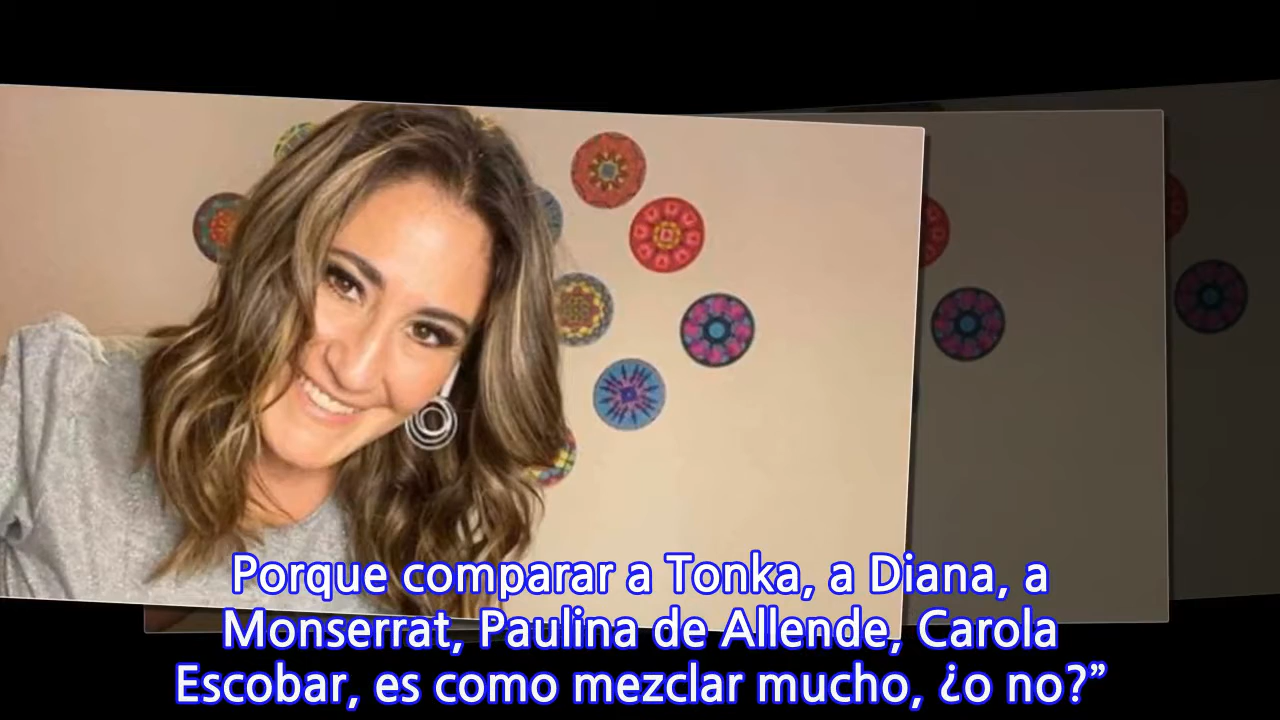 Porque comparar a Tonka, a Diana, a
Monserrat, Paulina de Allende, Carola
Escobar, es como mezclar mucho, ¿o no?”